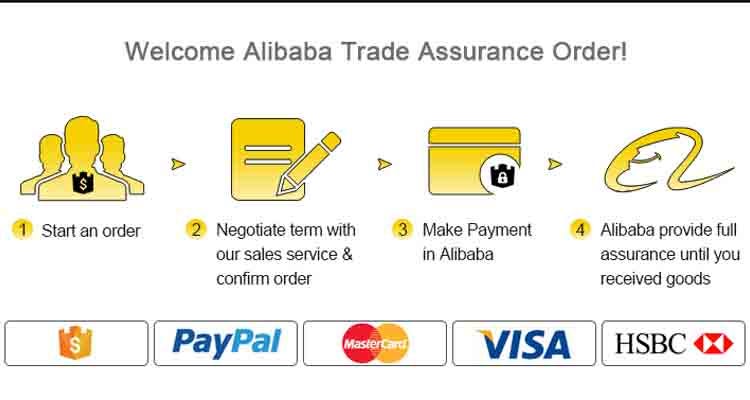 Welcome Alibaba Trade Assurance Order!
$
1 Start an order
2 Negotiate term with
our sales service &
confirm order
3 Make Payment
in Alibaba
4 Alibaba provide full
assurance until you
received goods
$
PayPal
MasterCard
VISA
HSBC